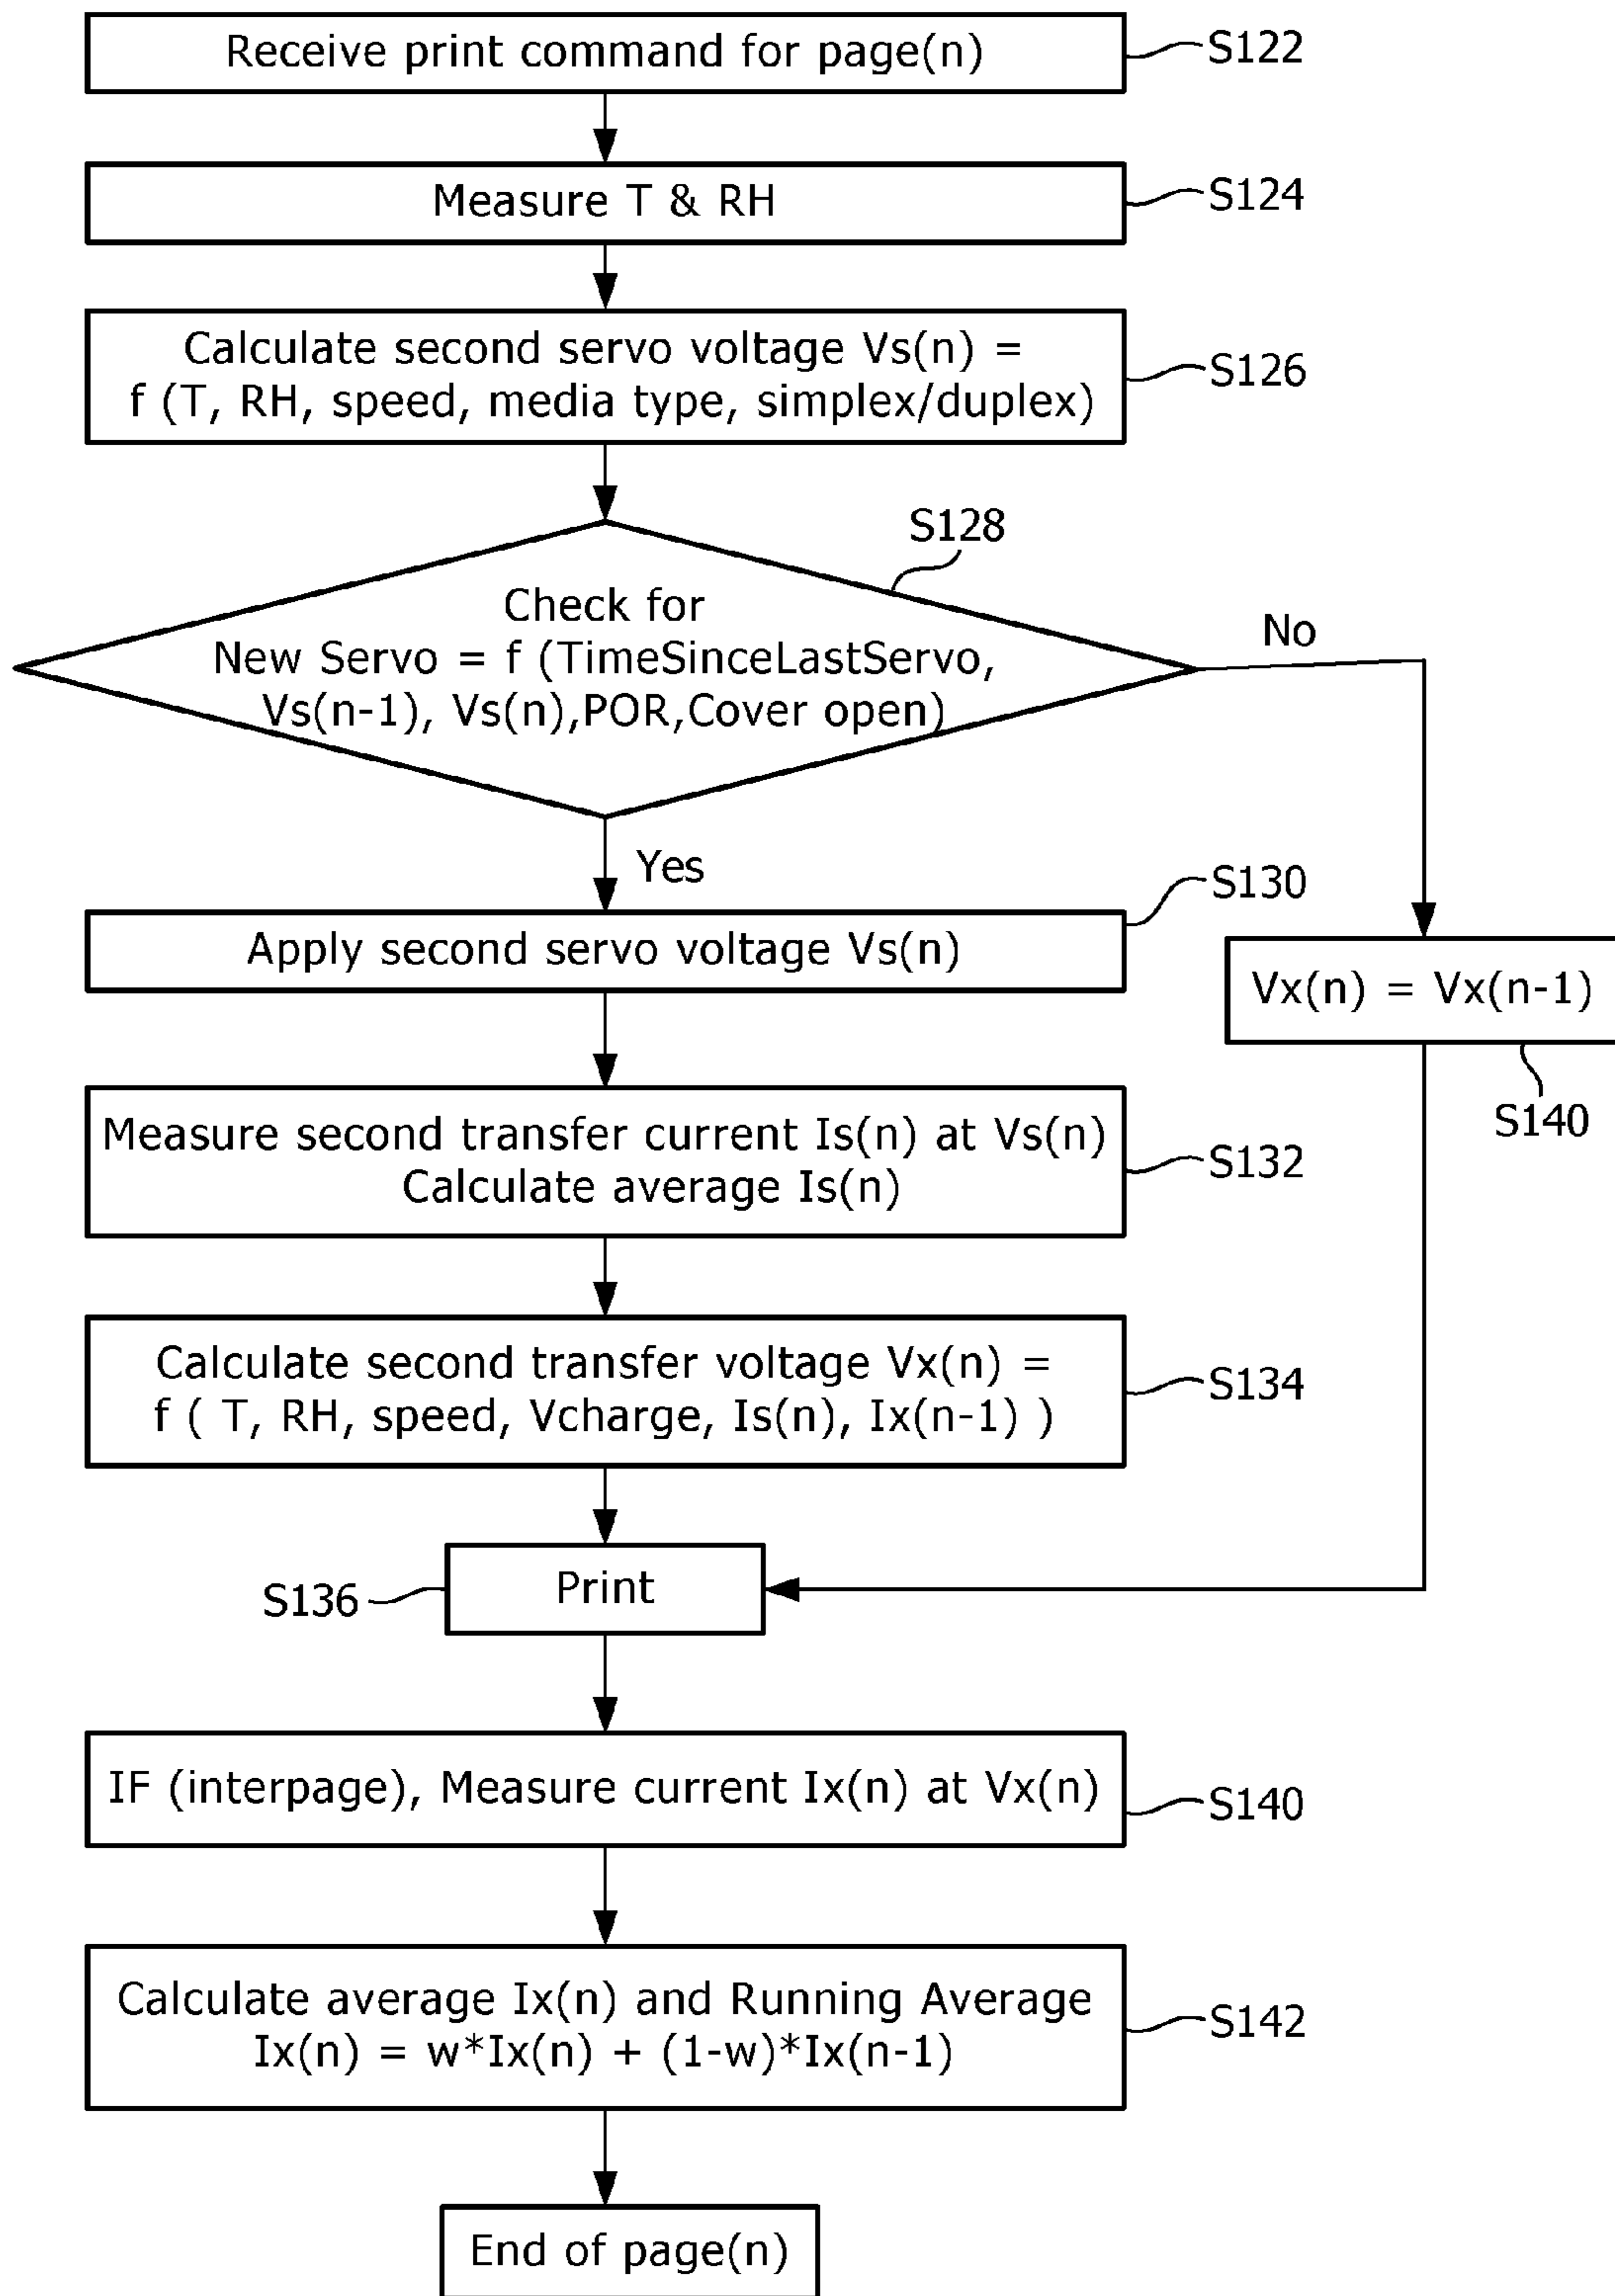 Receive print command for page(n)
S122
Measure T & RH
S124
Calculate second servo voltage Vs(n) =
f (T, RH, speed, media type, simplex/duplex)
S126
S128
Check for
New Servo = f (TimeSinceLastServo,
Vs(n-1), Vs(n),POR,Cover open)
No
Yes
S130
Apply second servo voltage Vs(n)
Vx(n) = Vx(n-1)
S140
Measure second transfer current Is(n) at Vs(n)
Calculate average Is(n)
S132
Calculate second transfer voltage Vx(n) =
f ( T, RH, speed, Vcharge, Is(n), Ix(n-1) )
S134
Print
S136
IF (interpage), Measure current Ix(n) at Vx(n)
S140
Calculate average Ix(n) and Running Average
Ix(n) = w*Ix(n) + (1-w)*Ix(n-1)
S142
End of page(n)